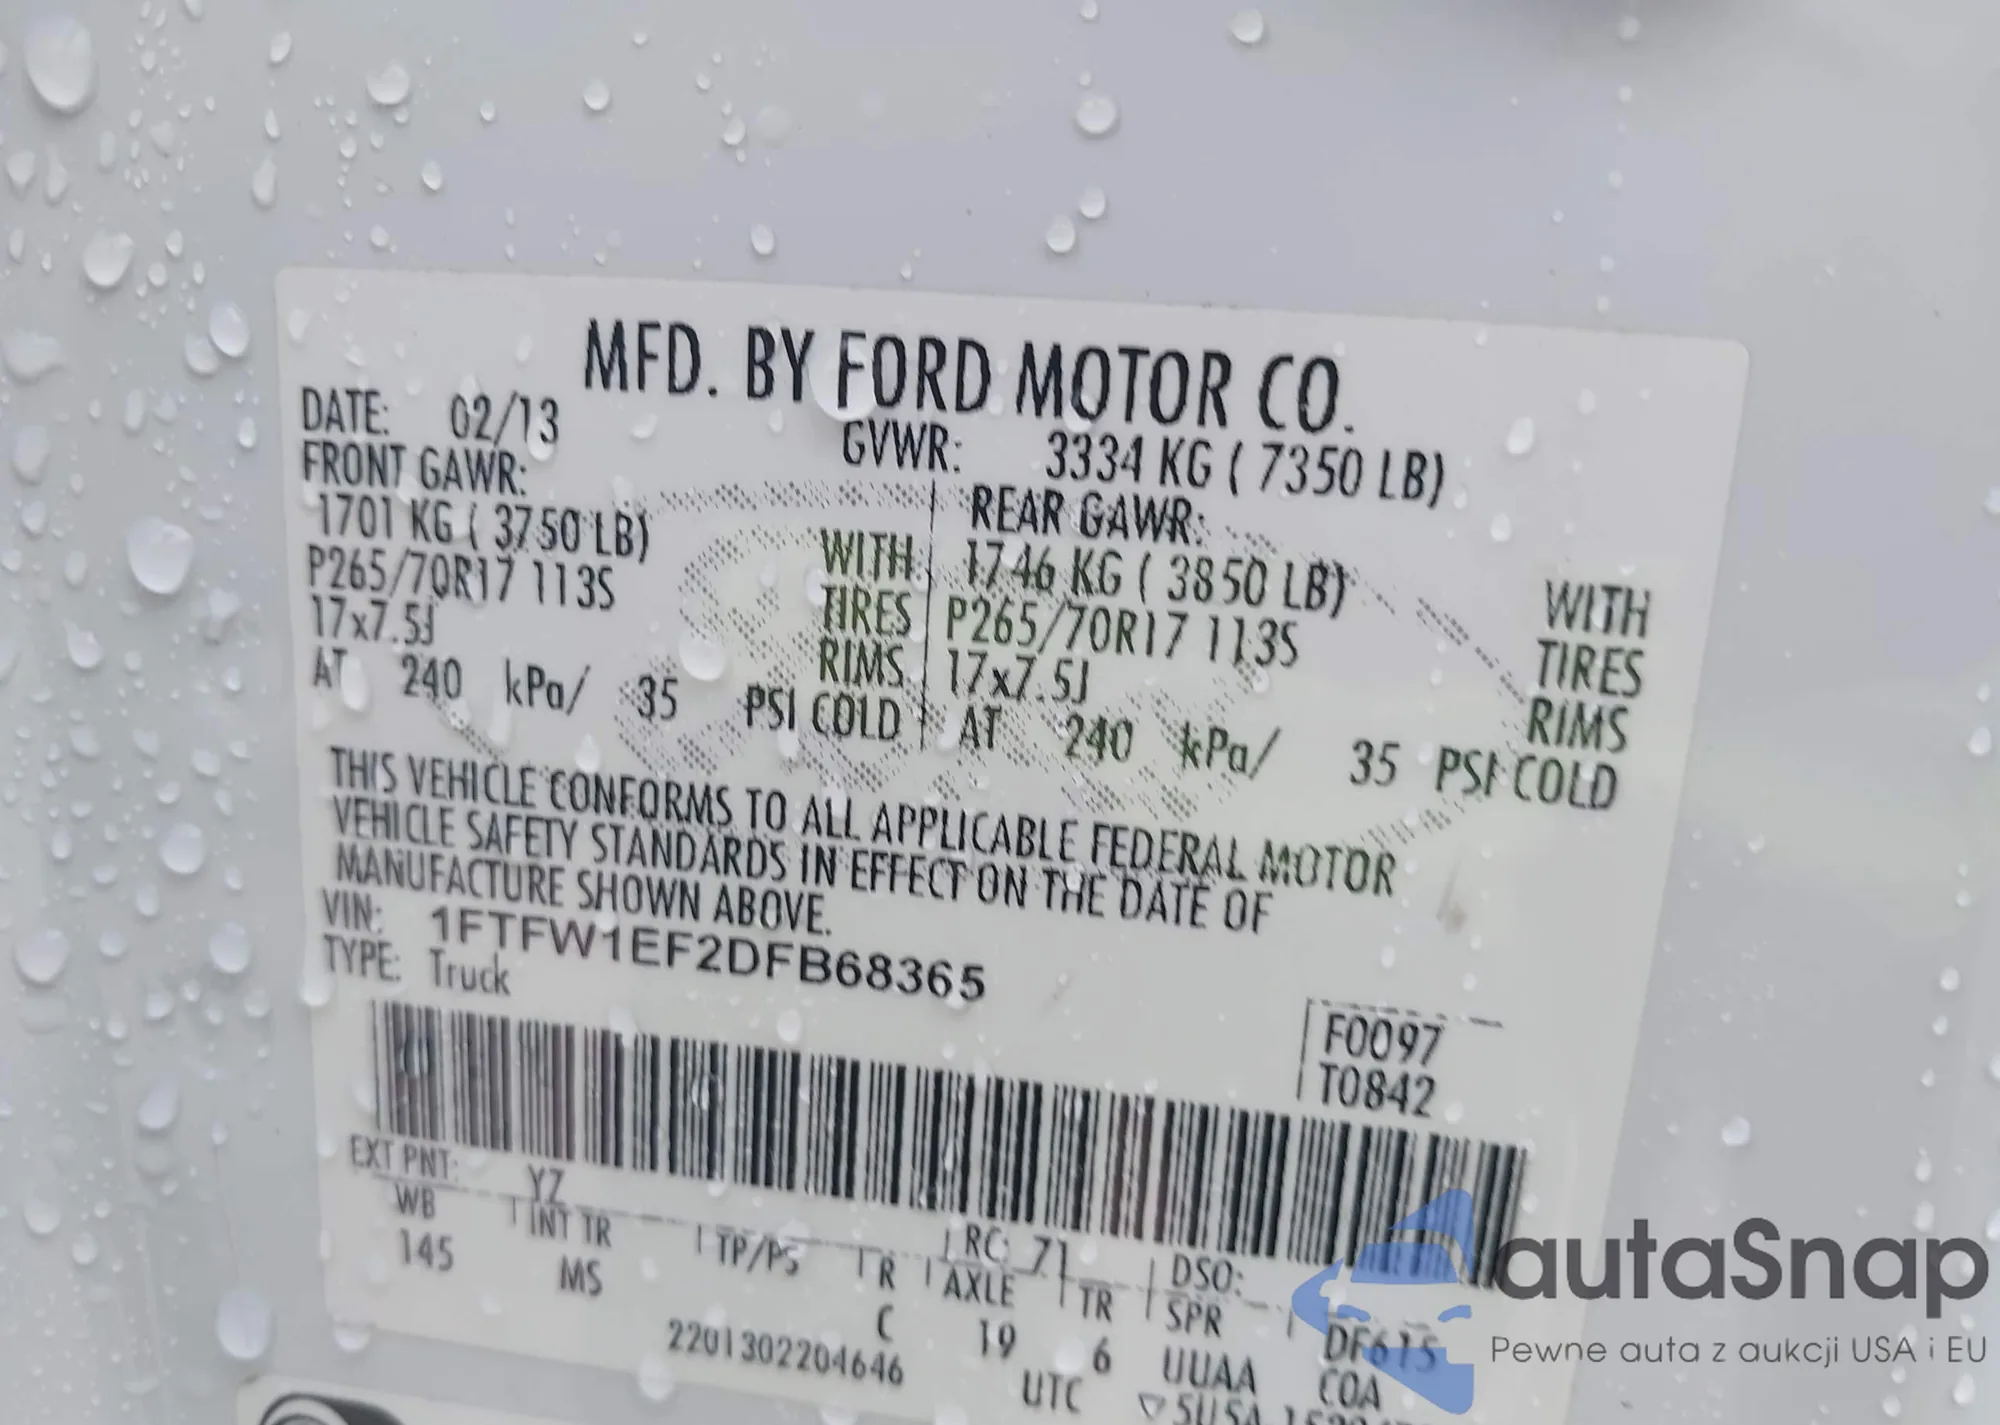 MFD. BY FORD MOTOR CO.
DATE: 02/13 GVWR: 3334 KG ( 7350 LB)
FRONT GAWR: REAR GAWR:
1701 KG ( 3750 LB) WITH 1746 KG ( 3850 LB) WITH
P265/70R17 113S TIRES P265/70R17 113S TIRES
17x7.5J RIMS 17x7.5J RIMS
AT 240 kPa/ 35 PSI COLD AT 240 kPa/ 35 PSI COLD
THIS VEHICLE CONFORMS TO ALL APPLICABLE FEDERAL MOTOR
VEHICLE SAFETY STANDARDS IN EFFECT ON THE DATE OF
MANUFACTURE SHOWN ABOVE.
VIN: 1FTFW1EF2DFB68365
TYPE: Truck
F0097
T0842
EXT PNT: YZ RC: 71 DSO:
WB INT TR TP/PS R AXLE TR SPR DF615
145 MS C 19 6 UUAA COA
2201302204646 UTC
autaSnap
Pewne auta z aukcji USA i EU